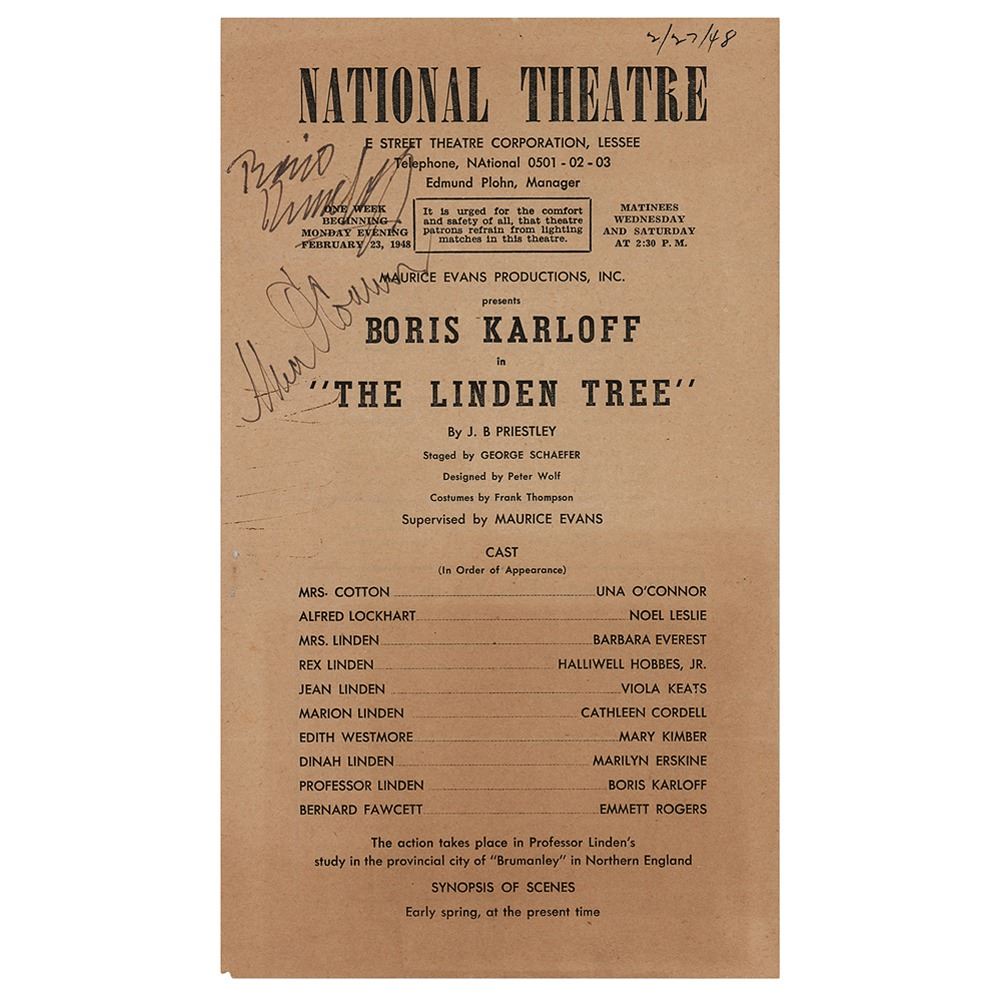 2/27/48
NATIONAL THEATRE
E STREET THEATRE CORPORATION, LESSEE
Telephone, NAtional 0501 - 02 - 03
Edmund Plohn, Manager
Boris
Karloff
ONE WEEK
BEGINNING
MONDAY EVENING
FEBRUARY 23, 1948
It is urged for the comfort
and safety of all, that theatre
patrons refrain from lighting
matches in this theatre.
MATINEES
WEDNESDAY
AND SATURDAY
AT 2:30 P. M.
Una O'Connor
MAURICE EVANS PRODUCTIONS, INC.
presents
BORIS KARLOFF
in
"THE LINDEN TREE"
By J. B PRIESTLEY
Staged by GEORGE SCHAEFER
Designed by Peter Wolf
Costumes by Frank Thompson
Supervised by MAURICE EVANS
CAST
(In Order of Appearance)
MRS. COTTON UNA O'CONNOR
ALFRED LOCKHART NOEL LESLIE
MRS. LINDEN BARBARA EVEREST
REX LINDEN HALLIWELL HOBBES, JR.
JEAN LINDEN VIOLA KEATS
MARION LINDEN CATHLEEN CORDELL
EDITH WESTMORE MARY KIMBER
DINAH LINDEN MARILYN ERSKINE
PROFESSOR LINDEN BORIS KARLOFF
BERNARD FAWCETT EMMETT ROGERS
The action takes place in Professor Linden's
study in the provincial city of "Brumanley" in Northern England
SYNOPSIS OF SCENES
Early spring, at the present time